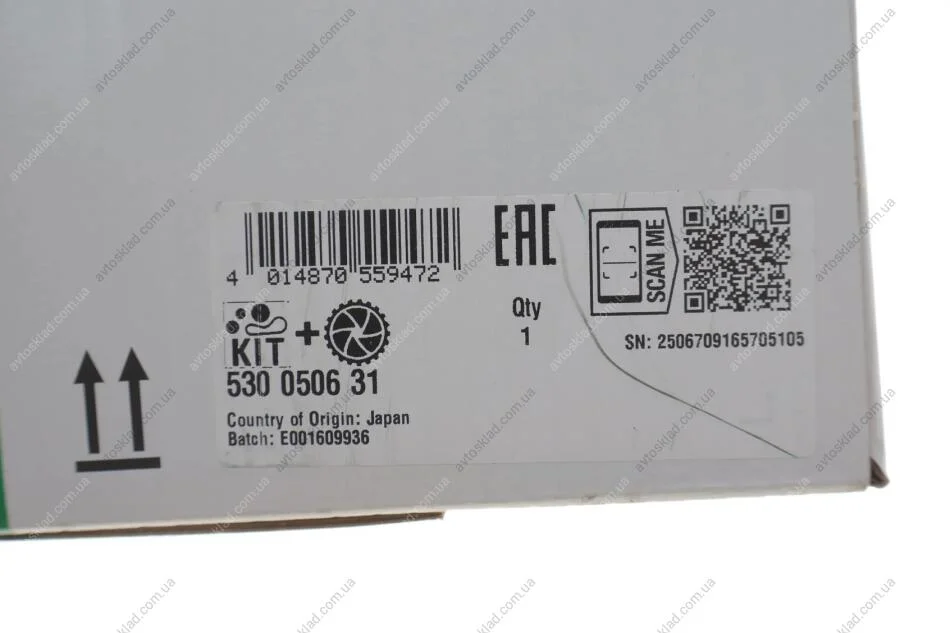 4 014870 559472
EAC
SCAN ME
Qty
1
SN: 2506709165705105
KIT +
530 0506 31
Country of Origin: Japan
Batch: E001609936
avtosklad.com.ua